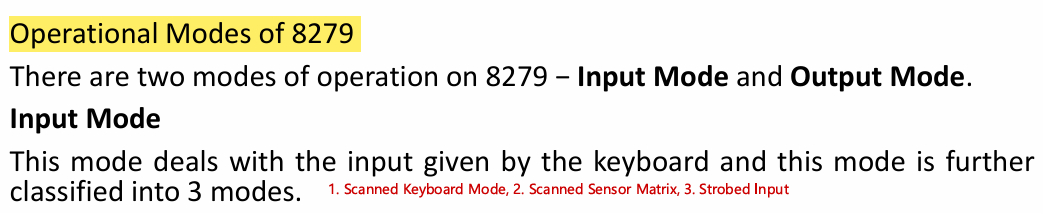 Operational Modes of 8279
There are two modes of operation on 8279 – Input Mode and Output Mode.
Input Mode
This mode deals with the input given by the keyboard and this mode is further
classified into 3 modes. 1. Scanned Keyboard Mode, 2. Scanned Sensor Matrix, 3. Strobed Input